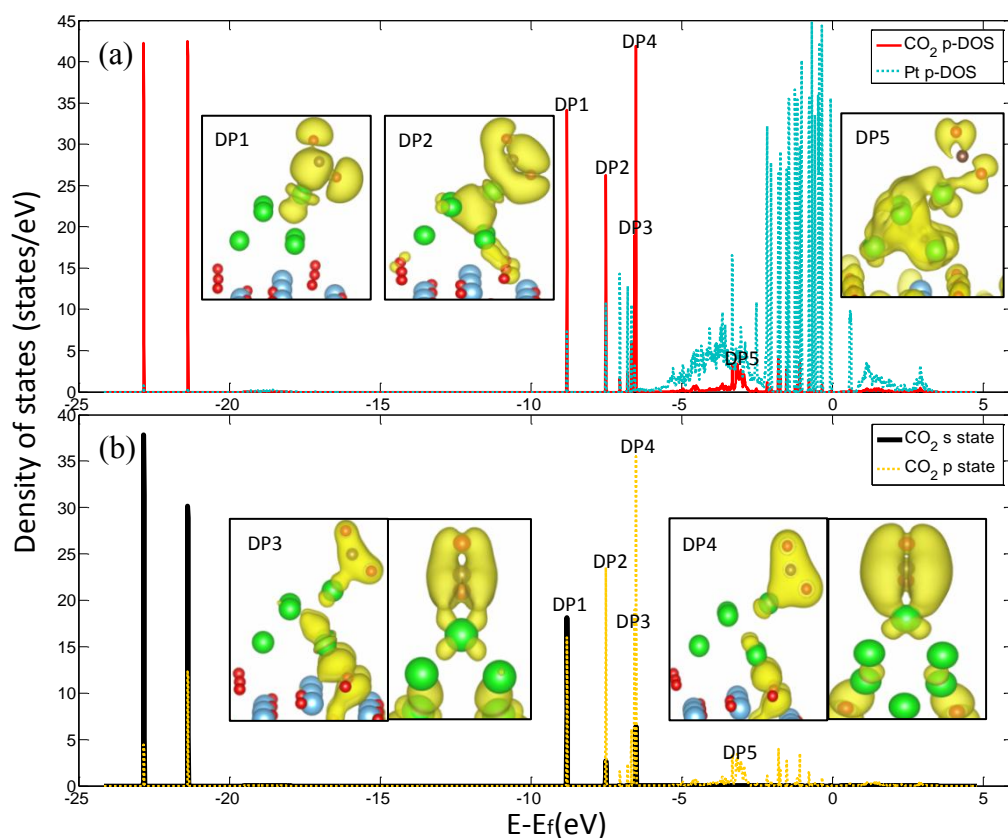 Density of states (states/eV)
45
40
35
30
25
20
15
10
5
0
(a)
DP4
CO2 p-DOS
Pt p-DOS
DP1
DP2
DP3
DP5
DP1
DP2
DP5
-25
-20
-15
-10
-5
0
5
40
35
30
25
20
15
10
5
0
(b)
DP4
CO2 s state
CO2 p state
DP2
DP1
DP3
DP5
DP3
DP4
-25
-20
-15
-10
-5
0
5
E-Ef(eV)